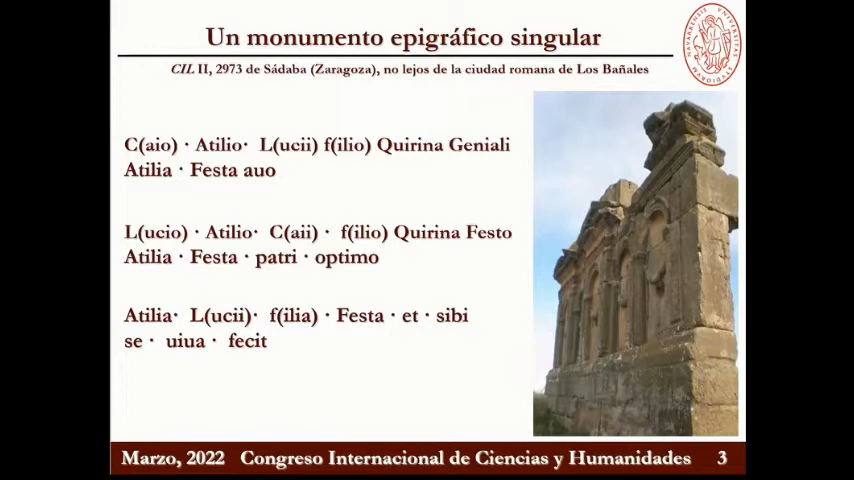 Un monumento epigráfico singular
CIL II, 2973 de Sádaba (Zaragoza), no lejos de la ciudad romana de Los Bañales
C(aio) · Atilio· L(ucii) f(ilio) Quirina Geniali
Atilia · Festa auo
L(ucio) · Atilio· C(aii) · f(ilio) Quirina Festo
Atilia · Festa · patri · optimo
Atilia· L(ucii)· f(ilia) · Festa · et · sibi
se · uiua · fecit
Marzo, 2022 Congreso Internacional de Ciencias y Humanidades 3